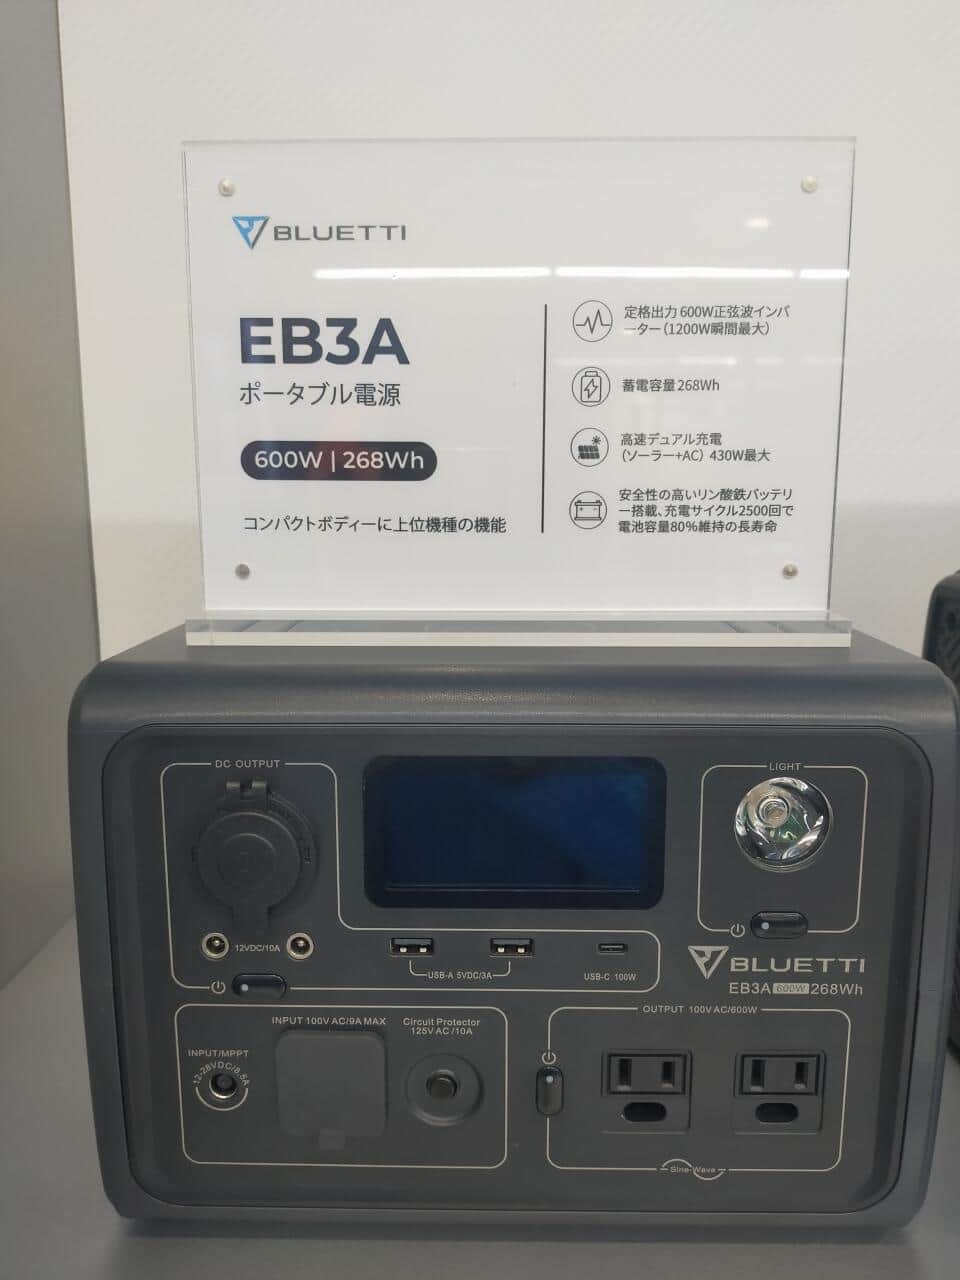 BLUETTI
EB3A
ポータブル電源
600W | 268Wh
コンパクトボディーに上位機種の機能
定格出力 600W正弦波インバ
ーター（1200W瞬間最大）
蓄電容量 268Wh
高速デュアル充電
（ソーラー+AC） 430W最大
安全性の高いリン酸鉄バッテリ
ー搭載、充電サイクル2500回で
電池容量80%維持の長寿命
DC OUTPUT
LIGHT
12VDC/10A
USB-A 5VDC/3A
USB-C 100W
BLUETTI
EB3A 600W 268Wh
INPUT 100V AC/9A MAX
Circuit Protector
125V AC /10A
INPUT/MPPT
12-28VDC/8.5A
OUTPUT 100V AC/600W
Sine-Wave